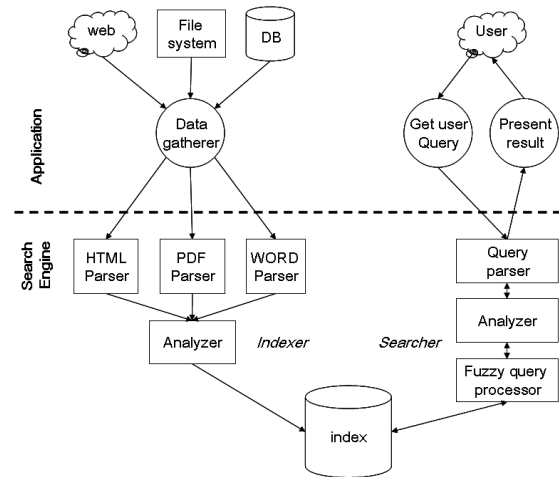 web
File
system
DB
User
Application
Data
gatherer
Get user
Query
Present
result
Search
Engine
HTML
Parser
PDF
Parser
WORD
Parser
Query
parser
Analyzer
Indexer
Searcher
Analyzer
Fuzzy query
processor
index